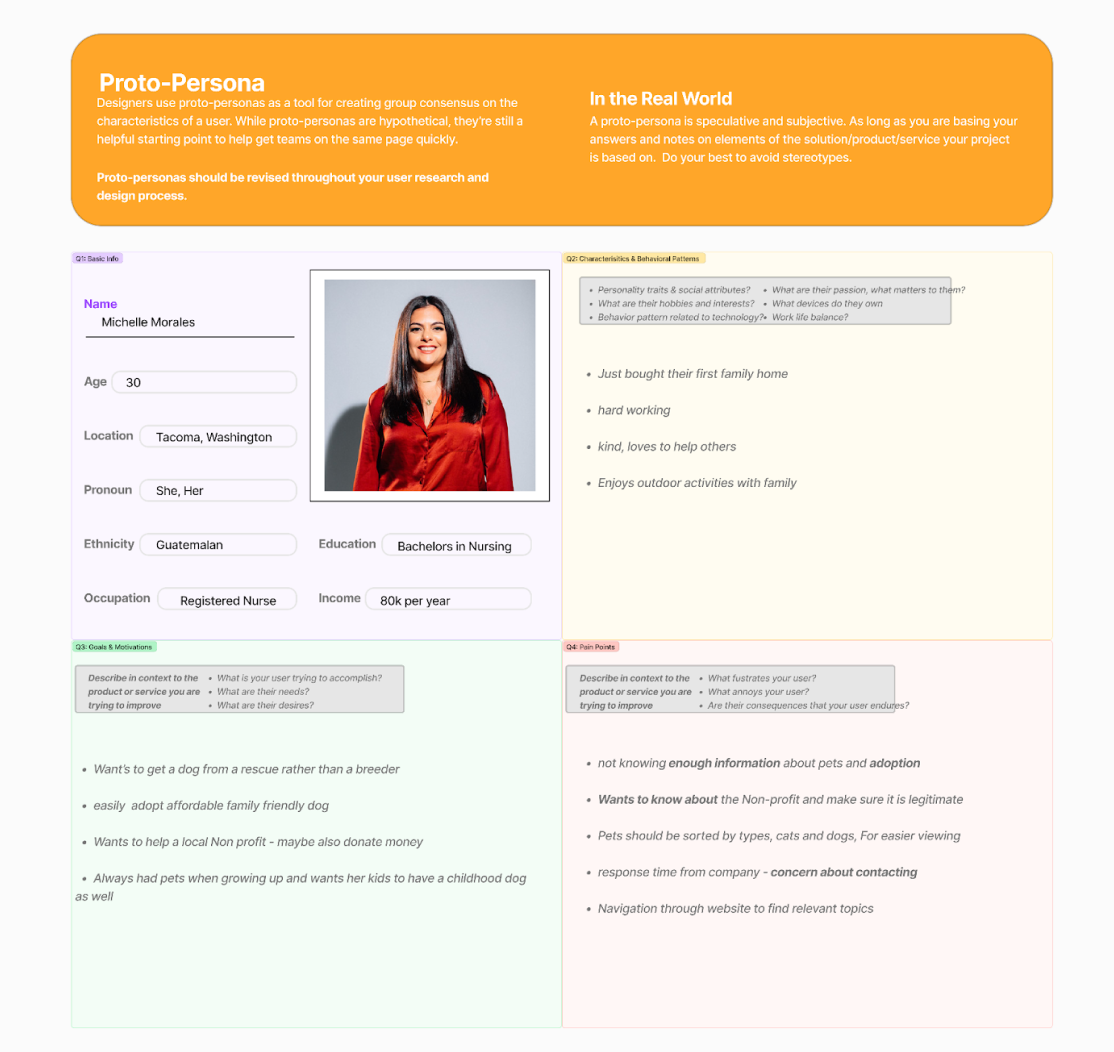 Proto-Persona
Designers use proto-personas as a tool for creating group consensus on the
characteristics of a user. While proto-personas are hypothetical, they're still a
helpful starting point to help get teams on the same page quickly.
Proto-personas should be revised throughout your user research and
design process.
In the Real World
A proto-persona is speculative and subjective. As long as you are basing your
answers and notes on elements of the solution/product/service your project
is based on.  Do your best to avoid stereotypes.
Q1: Basic Info
Name
Michelle Morales
Age 30
Location Tacoma, Washington
Pronoun She, Her
Ethnicity Guatemalan
Education Bachelors in Nursing
Occupation Registered Nurse
Income 80k per year
Q2: Characterisitics & Behavioral Patterns
• Personality traits & social attributes?
• What are their hobbies and interests?
• Behavior pattern related to technology?
• What are their passion, what matters to them?
• What devices do they own
• Work life balance?
• Just bought their first family home
• hard working
• kind, loves to help others
• Enjoys outdoor activities with family
Q3: Goals & Motivations
Describe in context to the
product or service you are
trying to improve
• What is your user trying to accomplish?
• What are their needs?
• What are their desires?
• Want's to get a dog from a rescue rather than a breeder
• easily  adopt affordable family friendly dog
• Wants to help a local Non profit - maybe also donate money
• Always had pets when growing up and wants her kids to have a childhood dog
as well
Q4: Pain Points
Describe in context to the
product or service you are
trying to improve
• What fustrates your user?
• What annoys your user?
• Are their consequences that your user endures?
• not knowing enough information about pets and adoption
• Wants to know about the Non-profit and make sure it is legitimate
• Pets should be sorted by types, cats and dogs, For easier viewing
• response time from company - concern about contacting
• Navigation through website to find relevant topics